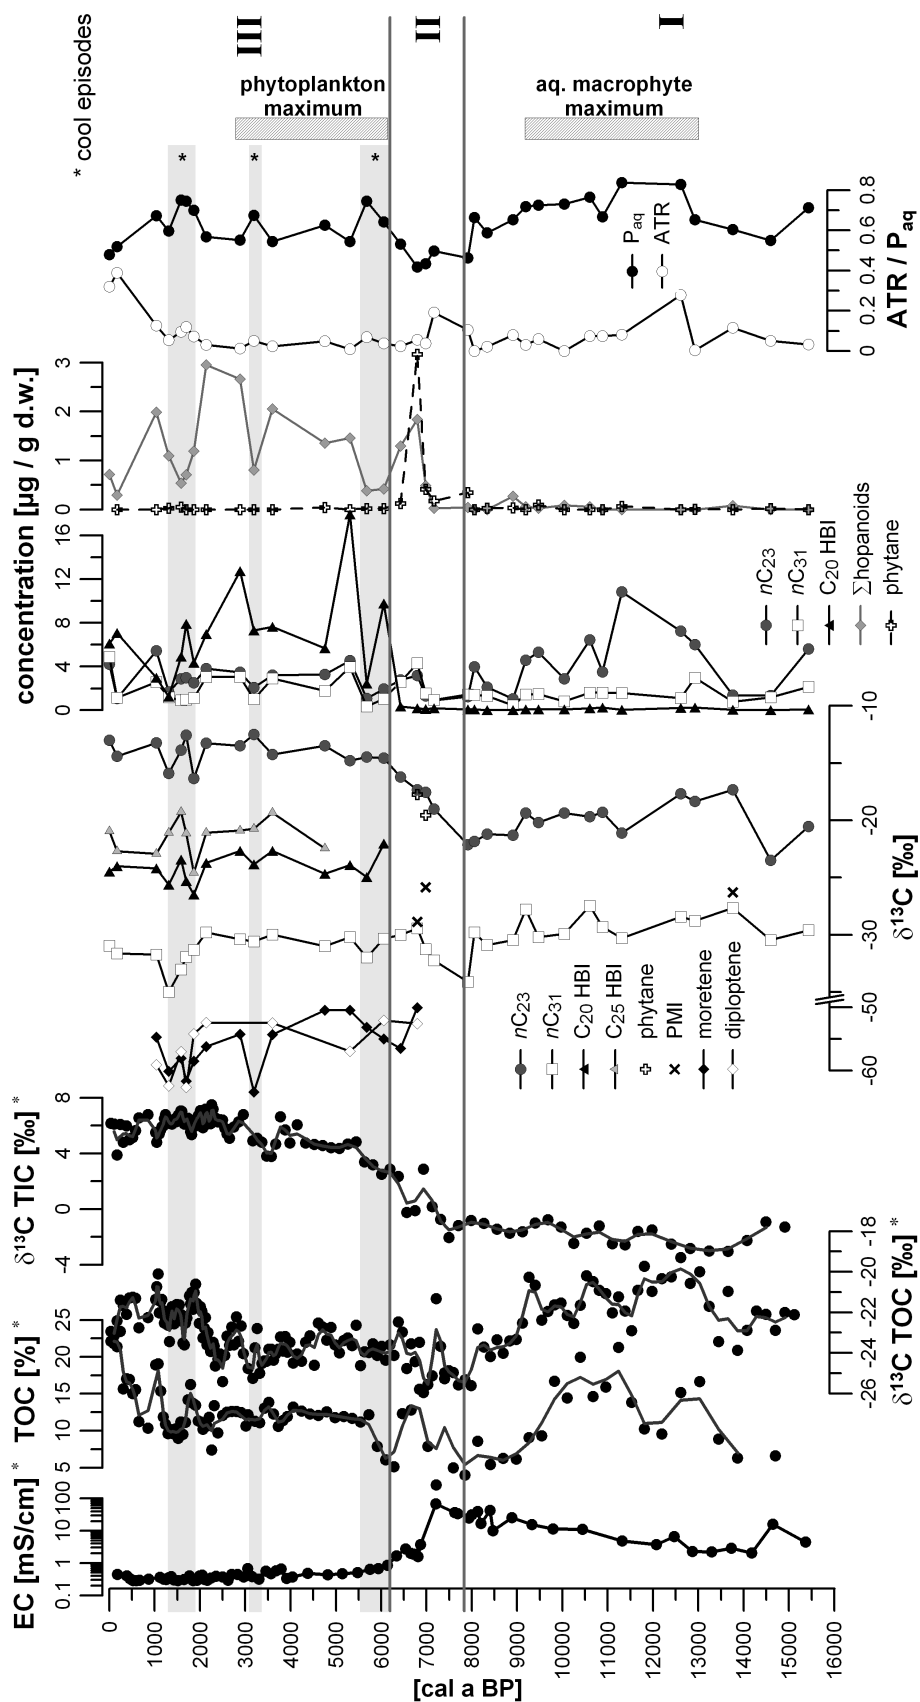 * cool episodes
III
II
I
phytoplankton
maximum
aq. macrophyte
maximum
*
*
*
0 0.2 0.4 0.6 0.8
ATR / Paq
Paq
ATR
0 1 2 3
concentration [µg / g d.w.]
0 4 8 12 16
nC23
nC31
C20 HBI
Σhopanoids
phytane
-10
-20
-30
-50
-60
δ13C [‰]
nC23
nC31
C20 HBI
C25 HBI
phytane
PMI
moretene
diploptene
-4 0 4 8
δ13C TIC [‰] *
-26 -24 -22 -20 -18
δ13C TOC [‰] *
5 10 15 20 25
TOC [%] *
0.1 1 10 100
EC [mS/cm] *
0 1000 2000 3000 4000 5000 6000 7000 8000 9000 10000 11000 12000 13000 14000 15000 16000
[cal a BP]